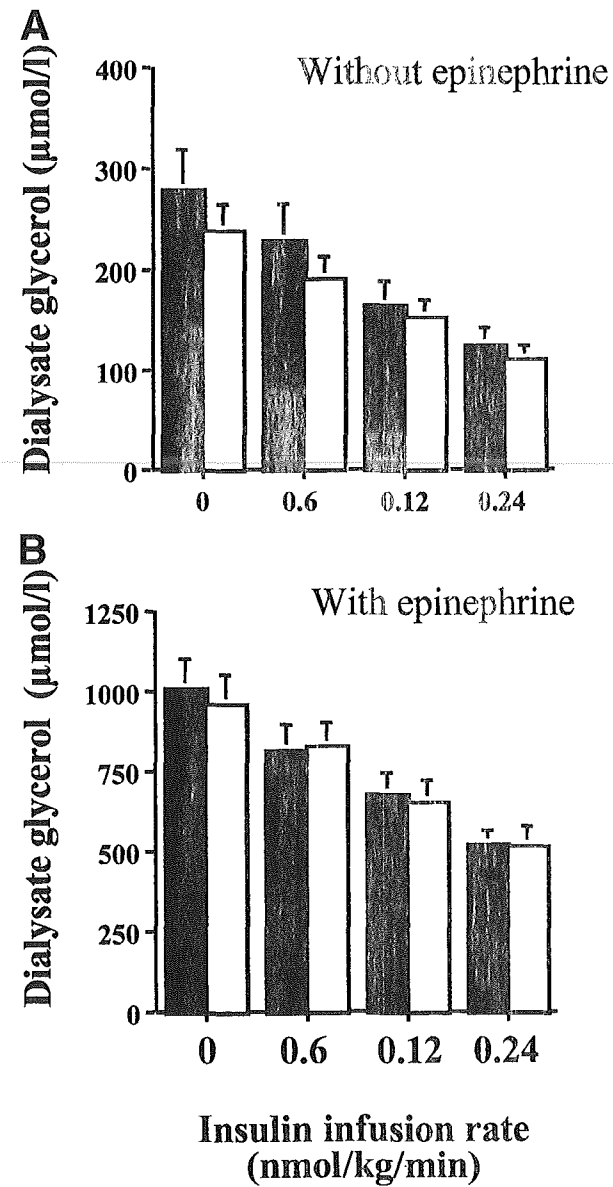 A
Without epinephrine
Dialysate glycerol (μmol/l)
400
300
200
100
0
0 0.6 0.12 0.24
B
With epinephrine
Dialysate glycerol (μmol/l)
1250
1000
750
500
250
0
0 0.6 0.12 0.24
Insulin infusion rate
(nmol/kg/min)